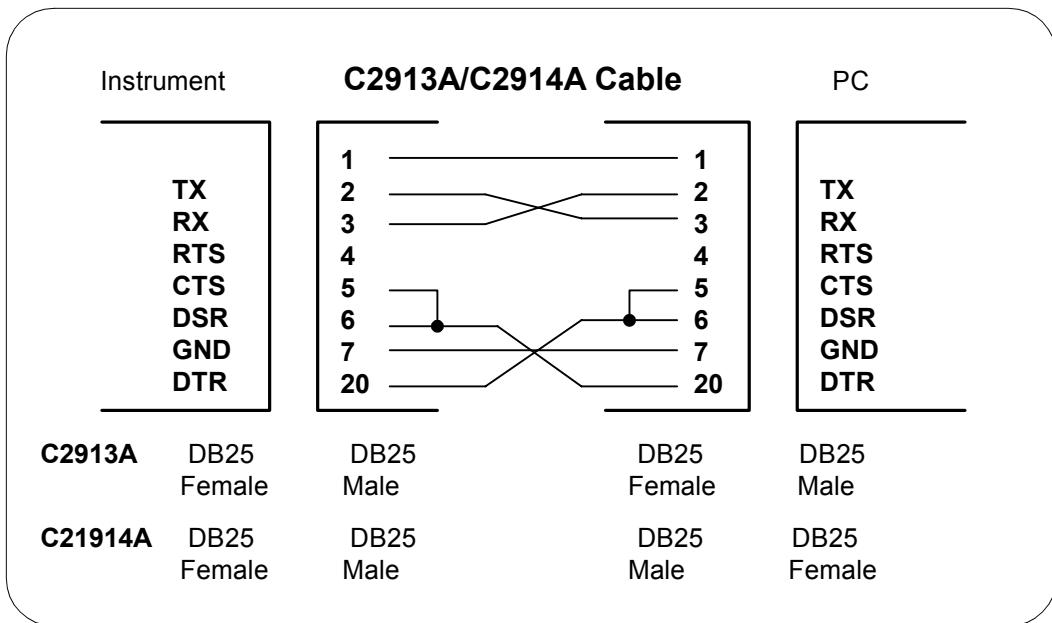 Instrument C2913A/C2914A Cable PC
1 1
TX 2 2 TX
RX 3 3 RX
RTS 4 4 RTS
CTS 5 5 CTS
DSR 6 6 DSR
GND 7 7 GND
DTR 20 20 DTR
C2913A DB25 DB25 DB25 DB25
Female Male Female Male
C21914A DB25 DB25 DB25 DB25
Female Male Male Female